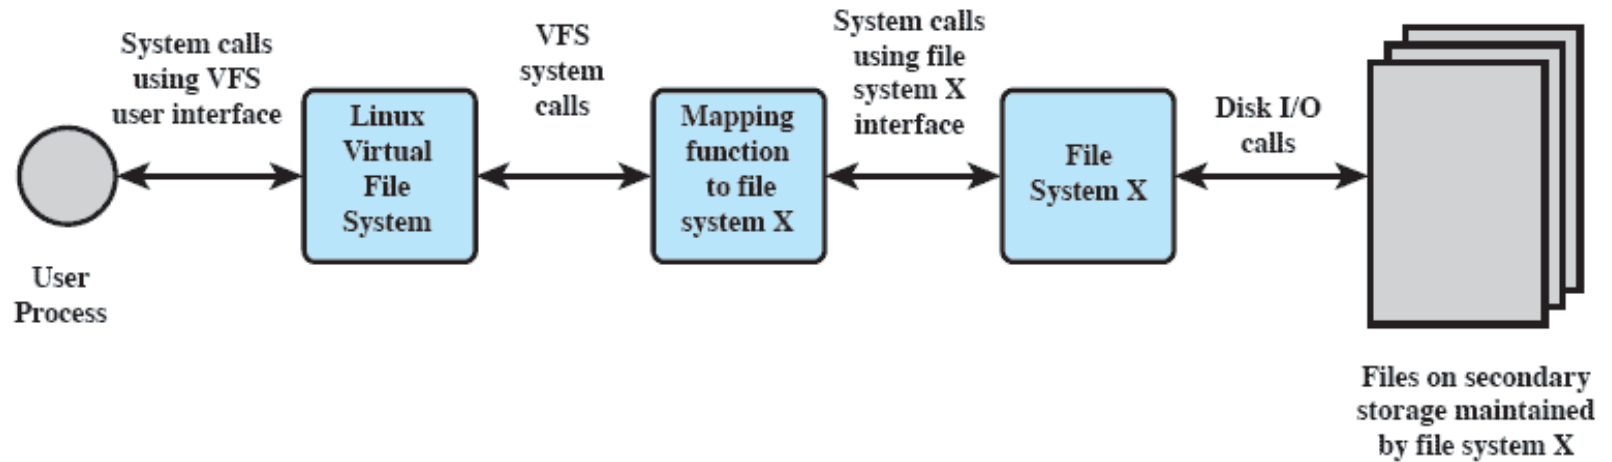 System calls
using VFS
user interface
VFS
system
calls
System calls
using file
system X
interface
Disk I/O
calls
Linux
Virtual
File
System
Mapping
function
to file
system X
File
System X
User
Process
Files on secondary
storage maintained
by file system X